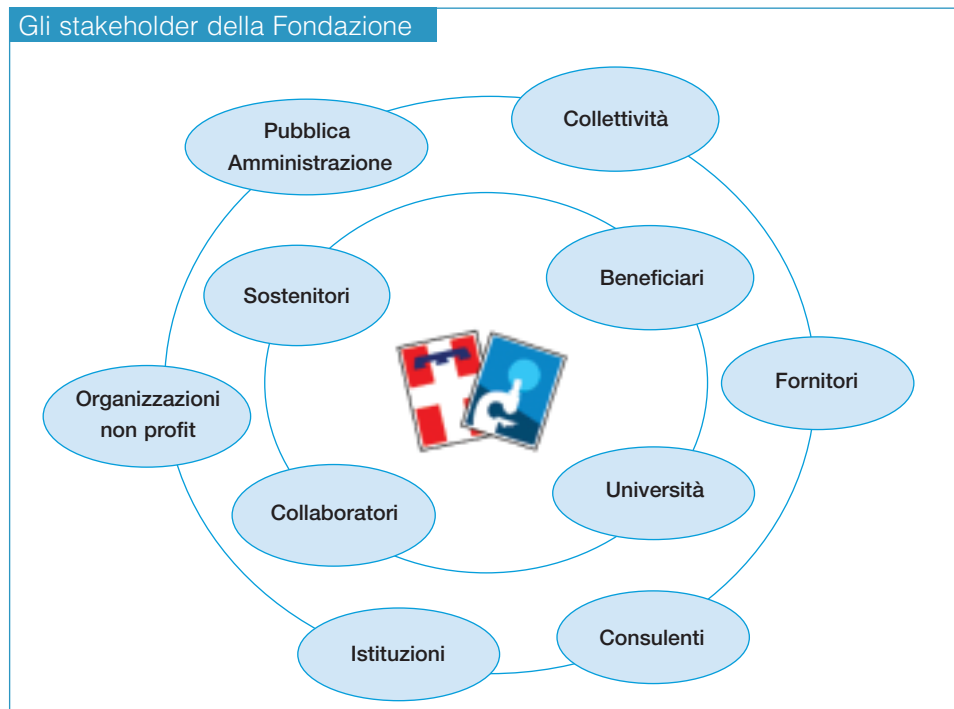 Gli stakeholder della Fondazione
Pubblica
Amministrazione
Collettività
Sostenitori
Beneficiari
Organizzazioni
non profit
Fornitori
Collaboratori
Università
Istituzioni
Consulenti